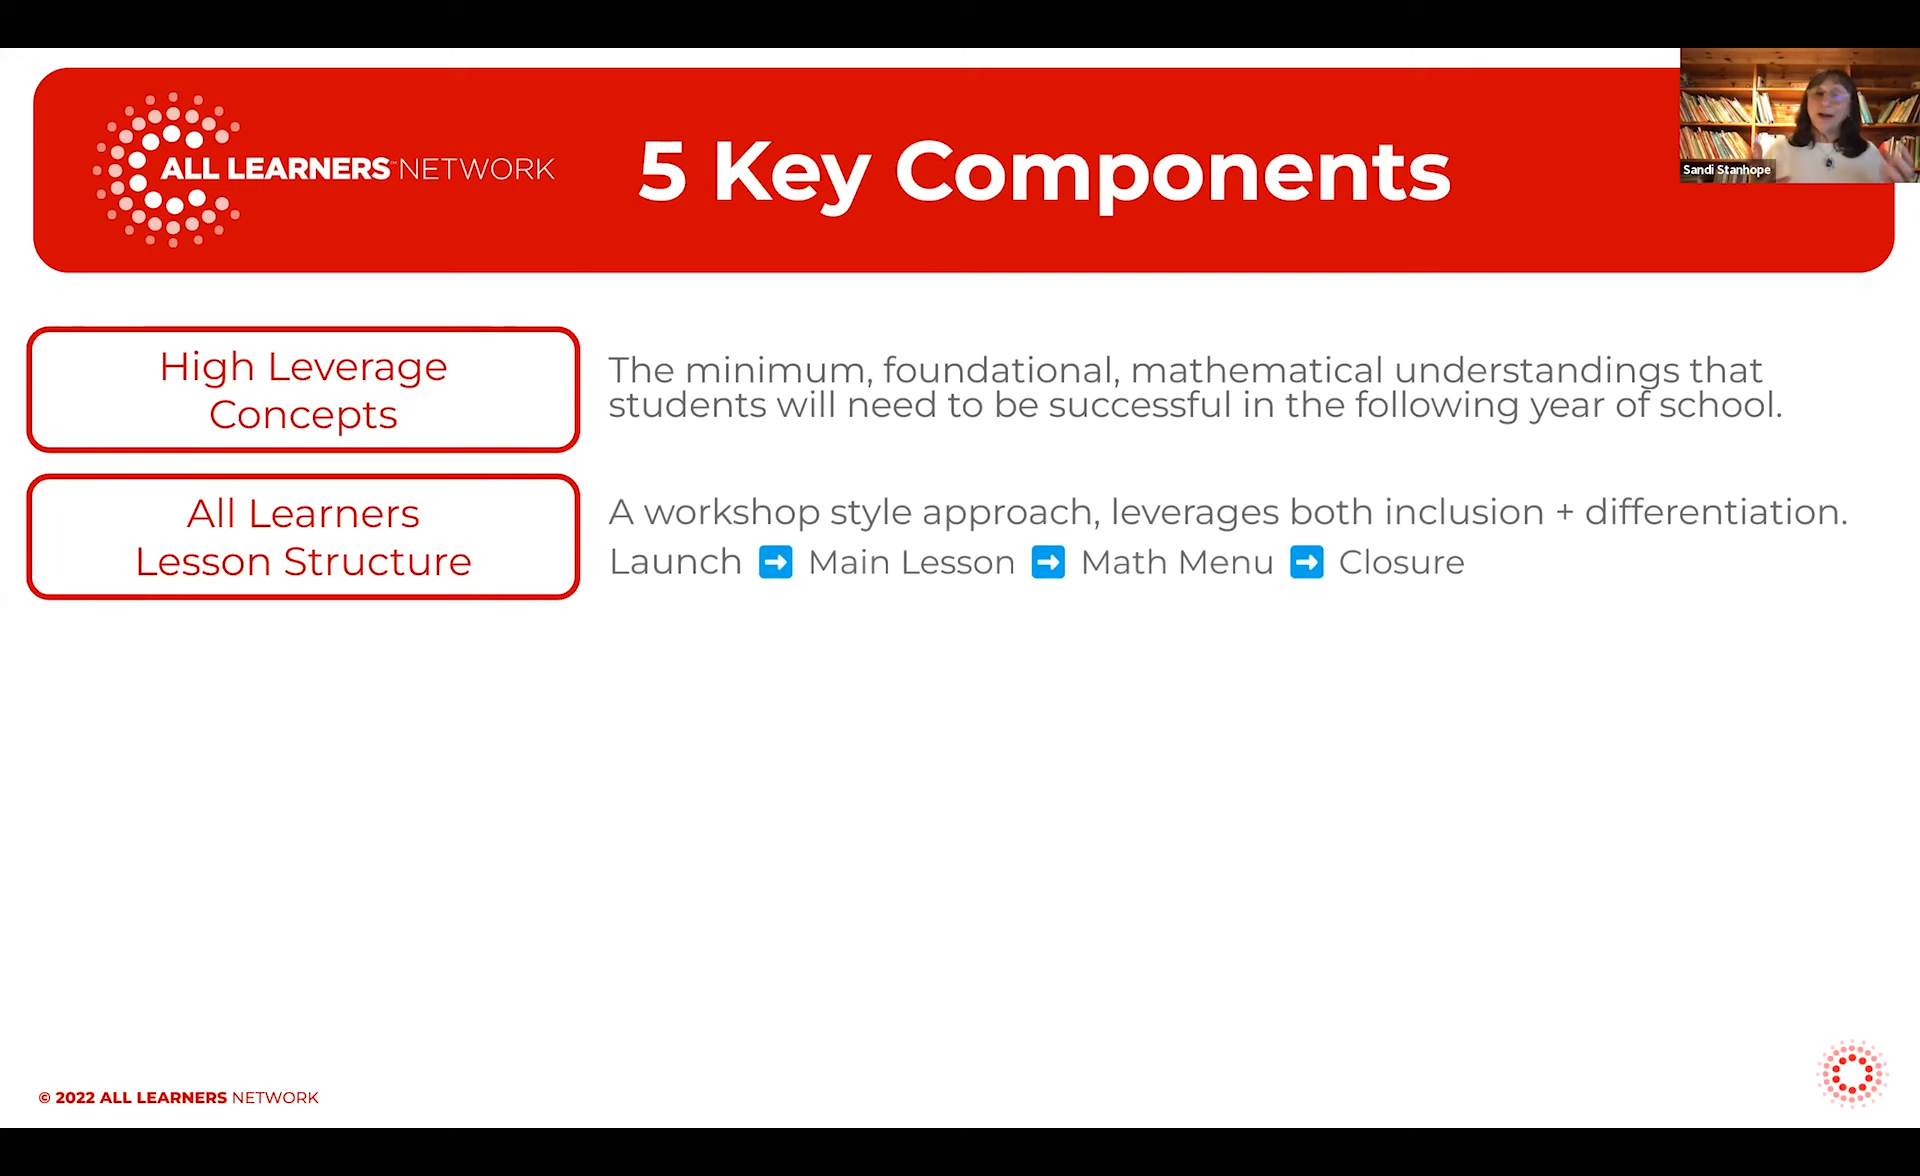 ALL LEARNERS™ NETWORK
5 Key Components
Sandi Stanhope
High Leverage
Concepts
The minimum, foundational, mathematical understandings that
students will need to be successful in the following year of school.
All Learners
Lesson Structure
A workshop style approach, leverages both inclusion + differentiation.
Launch ➡ Main Lesson ➡ Math Menu ➡ Closure
© 2022 ALL LEARNERS NETWORK